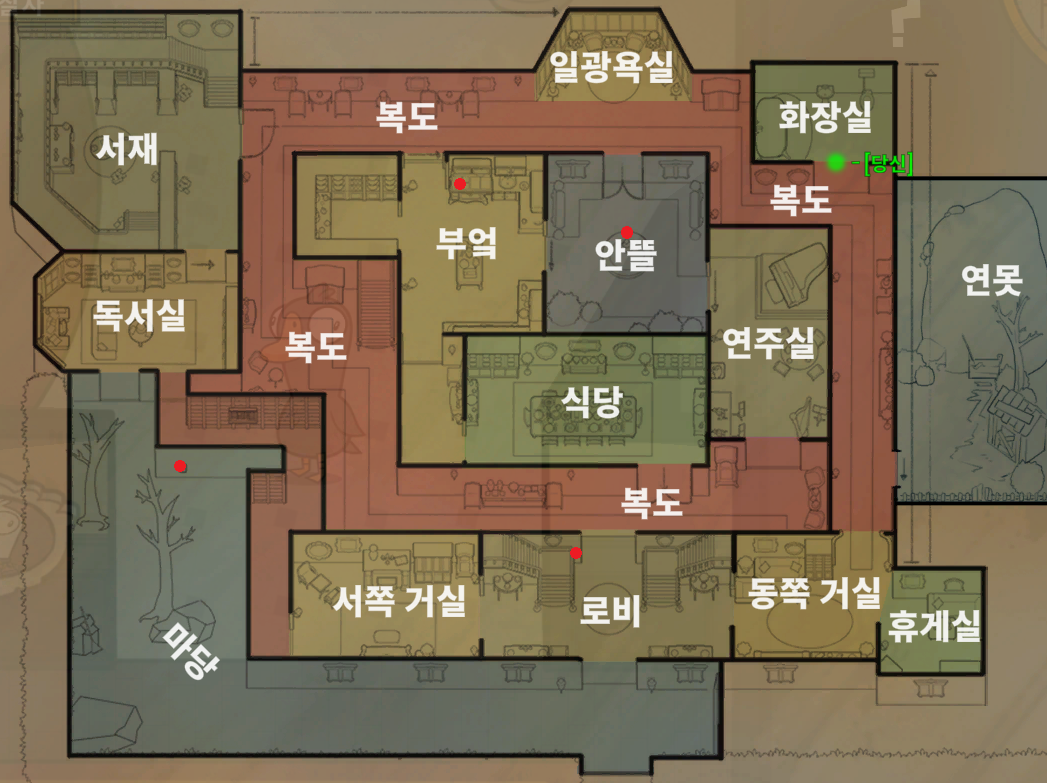 일광욕실
복도
화장실
서재
- [당신]
복도
부엌
안뜰
연못
독서실
복도
연주실
식당
복도
서쪽 거실
로비
동쪽 거실
휴게실
마당